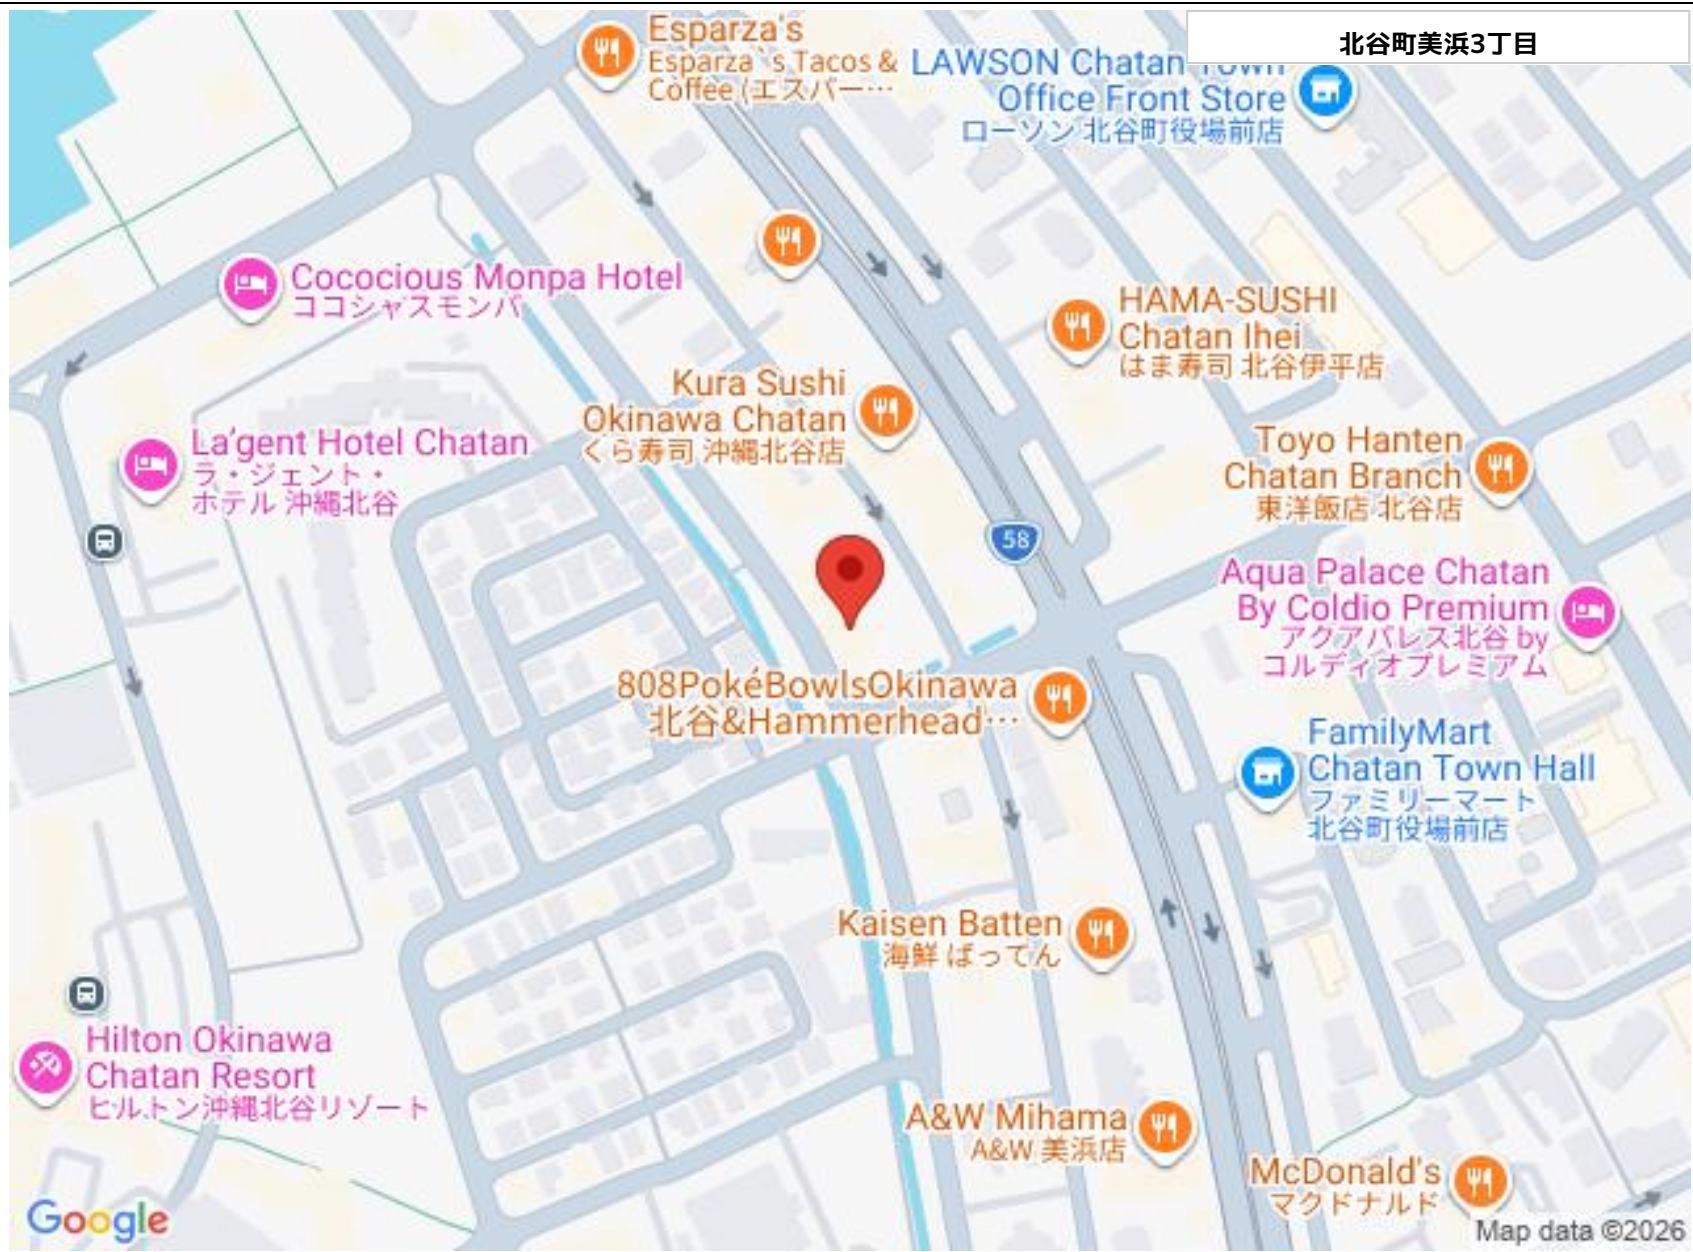 北谷町美浜3丁目
Esparza's
Esparza`s Tacos &
Coffee (エスパー…
LAWSON Chatan Town
Office Front Store
ローソン 北谷町役場前店
Cococious Monpa Hotel
ココシャスモンパ
HAMA-SUSHI
Chatan Ihei
はま寿司 北谷伊平店
Kura Sushi
Okinawa Chatan
くら寿司 沖縄北谷店
La'gent Hotel Chatan
ラ・ジェント・
ホテル 沖縄北谷
Toyo Hanten
Chatan Branch
東洋飯店 北谷店
58
Aqua Palace Chatan
By Coldio Premium
アクアパレス北谷 by
コルディオプレミアム
808PokéBowlsOkinawa
北谷&Hammerhead…
FamilyMart
Chatan Town Hall
ファミリーマート
北谷町役場前店
Kaisen Batten
海鮮 ばってん
Hilton Okinawa
Chatan Resort
ヒルトン沖縄北谷リゾート
A&W Mihama
A&W 美浜店
McDonald's
マクドナルド
Google
Map data ©2026